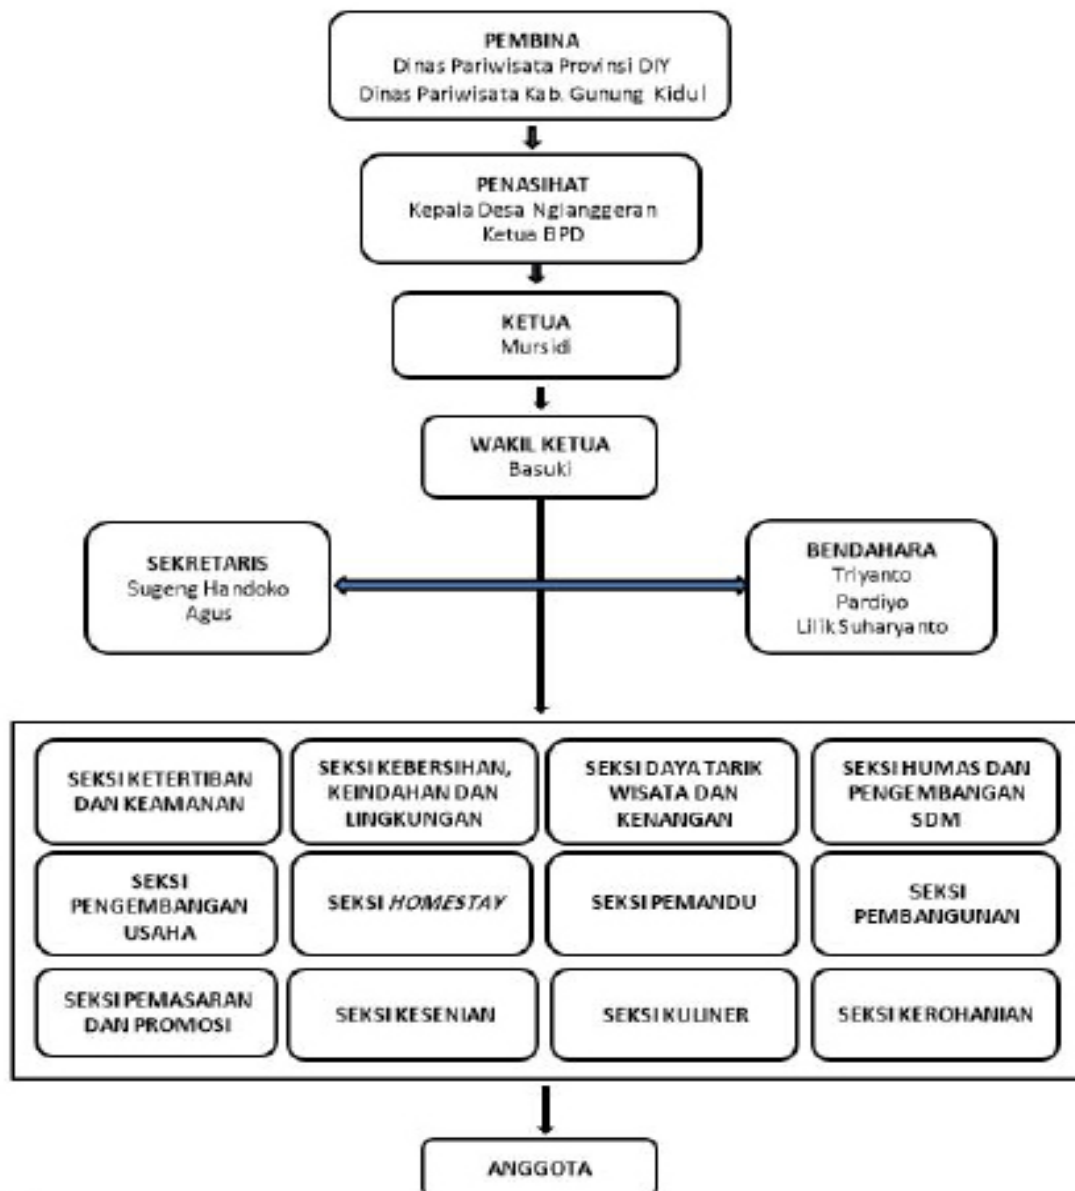 PEMBINA
Dinas Pariwisata Provinsi DIY
Dinas Pariwisata Kab. Gunung Kidul
PENASIHAT
Kepala Desa Nglanggeran
Ketua BPD
KETUA
Mursidi
WAKIL KETUA
Basuki
SEKRETARIS
Sugeng Handoko
Agus
BENDAHARA
Triyanto
Pardiyo
Lilik Suharyanto
SEKSI KETERTIBAN
DAN KEAMANAN
SEKSI KEBERSIHAN,
KEINDAHAN DAN
LINGKUNGAN
SEKSI DAYA TARIK
WISATA DAN
KENANGAN
SEKSI HUMAS DAN
PENGEMBANGAN
SDM
SEKSI
PENGEMBANGAN
USAHA
SEKSI HOMESTAY
SEKSI PEMANDU
SEKSI
PEMBANGUNAN
SEKSI PEMASARAN
DAN PROMOSI
SEKSI KESENIAN
SEKSI KULINER
SEKSI KEROHANIAN
ANGGOTA